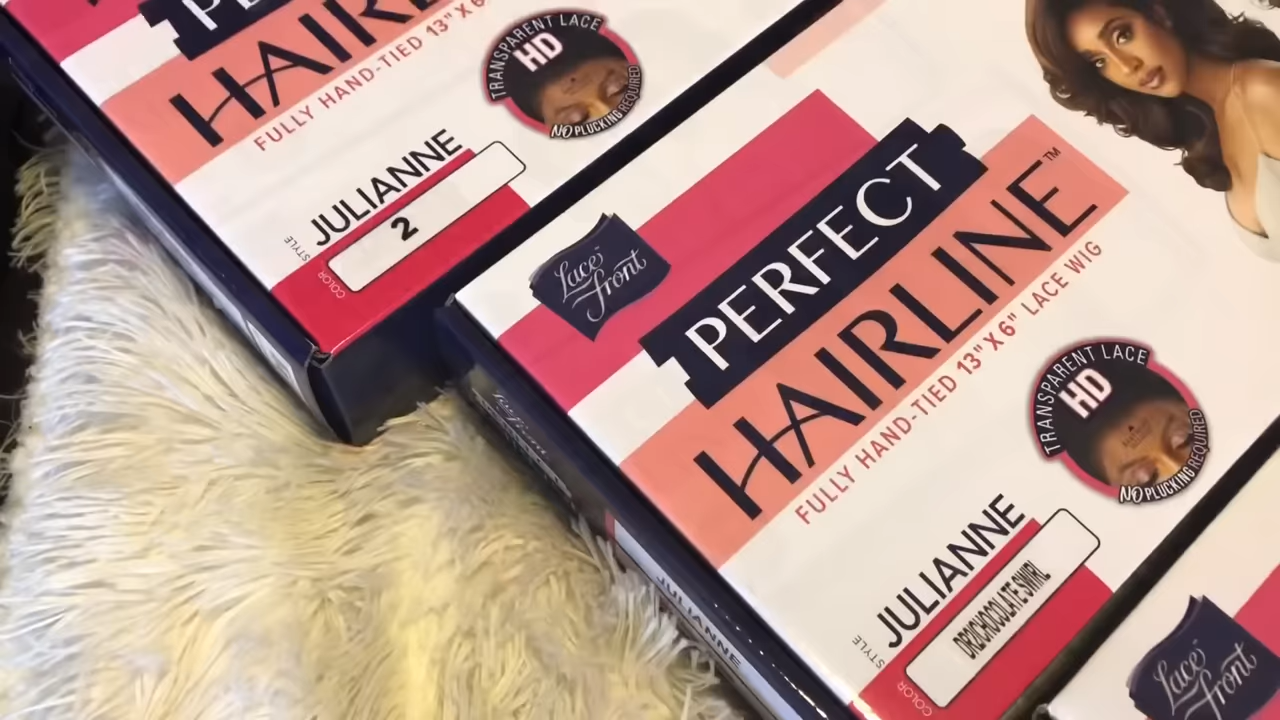 HAIRL
FULLY HAND-TIED 13" X 6
TRANSPARENT LACE
HD
NO PLUCKING REQUIRED
STYLE JULIANNE
COLOR 2
Lace Front
PERFECT
HAIRLINE™
FULLY HAND-TIED 13" X 6" LACE WIG
TRANSPARENT LACE
HD
NO PLUCKING REQUIRED
STYLE JULIANNE
COLOR DR2/CHOCOLATE SWIRL
JULIANNE
Lace Front